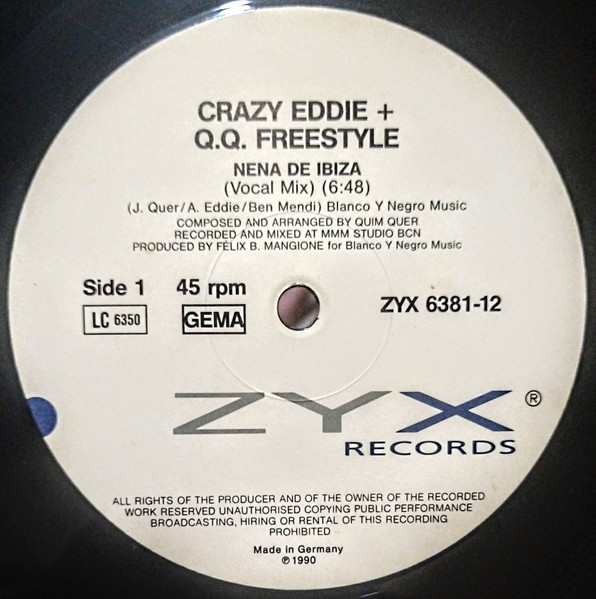 CRAZY EDDIE +
Q.Q. FREESTYLE
NENA DE IBIZA
(Vocal Mix) (6:48)
(J. Quer/A. Eddie/Ben Mendi) Blanco Y Negro Music
COMPOSED AND ARRANGED BY QUIM QUER
RECORDED AND MIXED AT MMM STUDIO BCN
PRODUCED BY FÉLIX B. MANGIONE for Blanco Y Negro Music
Side 1 45 rpm
LC 6350 GEMA
ZYX 6381-12
ZYX ®
RECORDS
ALL RIGHTS OF THE PRODUCER AND OF THE OWNER OF THE RECORDED
WORK RESERVED UNAUTHORISED COPYING PUBLIC PERFORMANCE
BROADCASTING, HIRING OR RENTAL OF THIS RECORDING
PROHIBITED
Made in Germany
℗ 1990